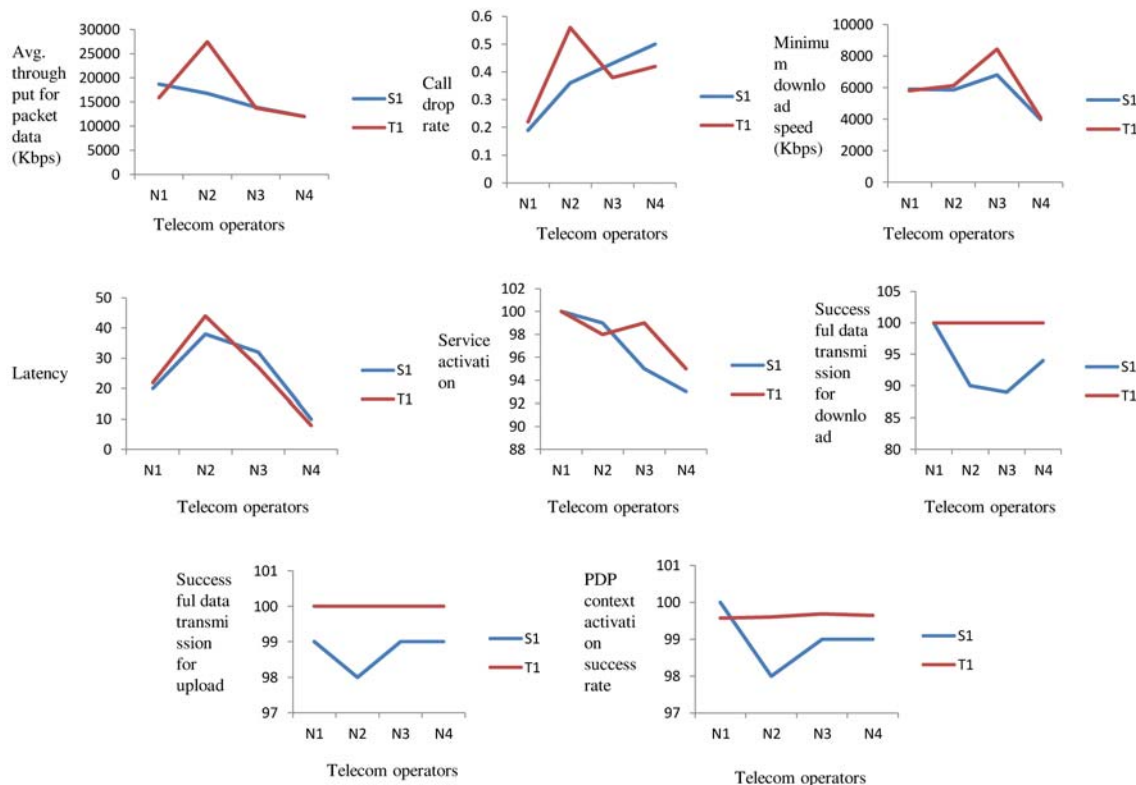 Avg.
through
put for
packet
data
(Kbps)
30000
25000
20000
15000
10000
5000
0
N1 N2 N3 N4
Telecom operators
S1
T1
Call
drop
rate
0.6
0.5
0.4
0.3
0.2
0.1
0
N1 N2 N3 N4
Telecom operators
S1
T1
Minimu
m
downlo
ad
speed
(Kbps)
10000
8000
6000
4000
2000
0
N1 N2 N3 N4
Telecom operators
S1
T1
Latency
50
40
30
20
10
0
N1 N2 N3 N4
Telecom operators
S1
T1
Service
activati
on
102
100
98
96
94
92
90
88
N1 N2 N3 N4
Telecom operators
S1
T1
Success
ful data
transmi
ssion
for
downlo
ad
105
100
95
90
85
80
N1 N2 N3 N4
Telecom operators
S1
T1
Success
ful data
transmi
ssion
for
upload
101
100
99
98
97
N1 N2 N3 N4
Telecom operators
S1
T1
PDP
context
activati
on
success
rate
101
100
99
98
97
N1 N2 N3 N4
Telecom operators
S1
T1